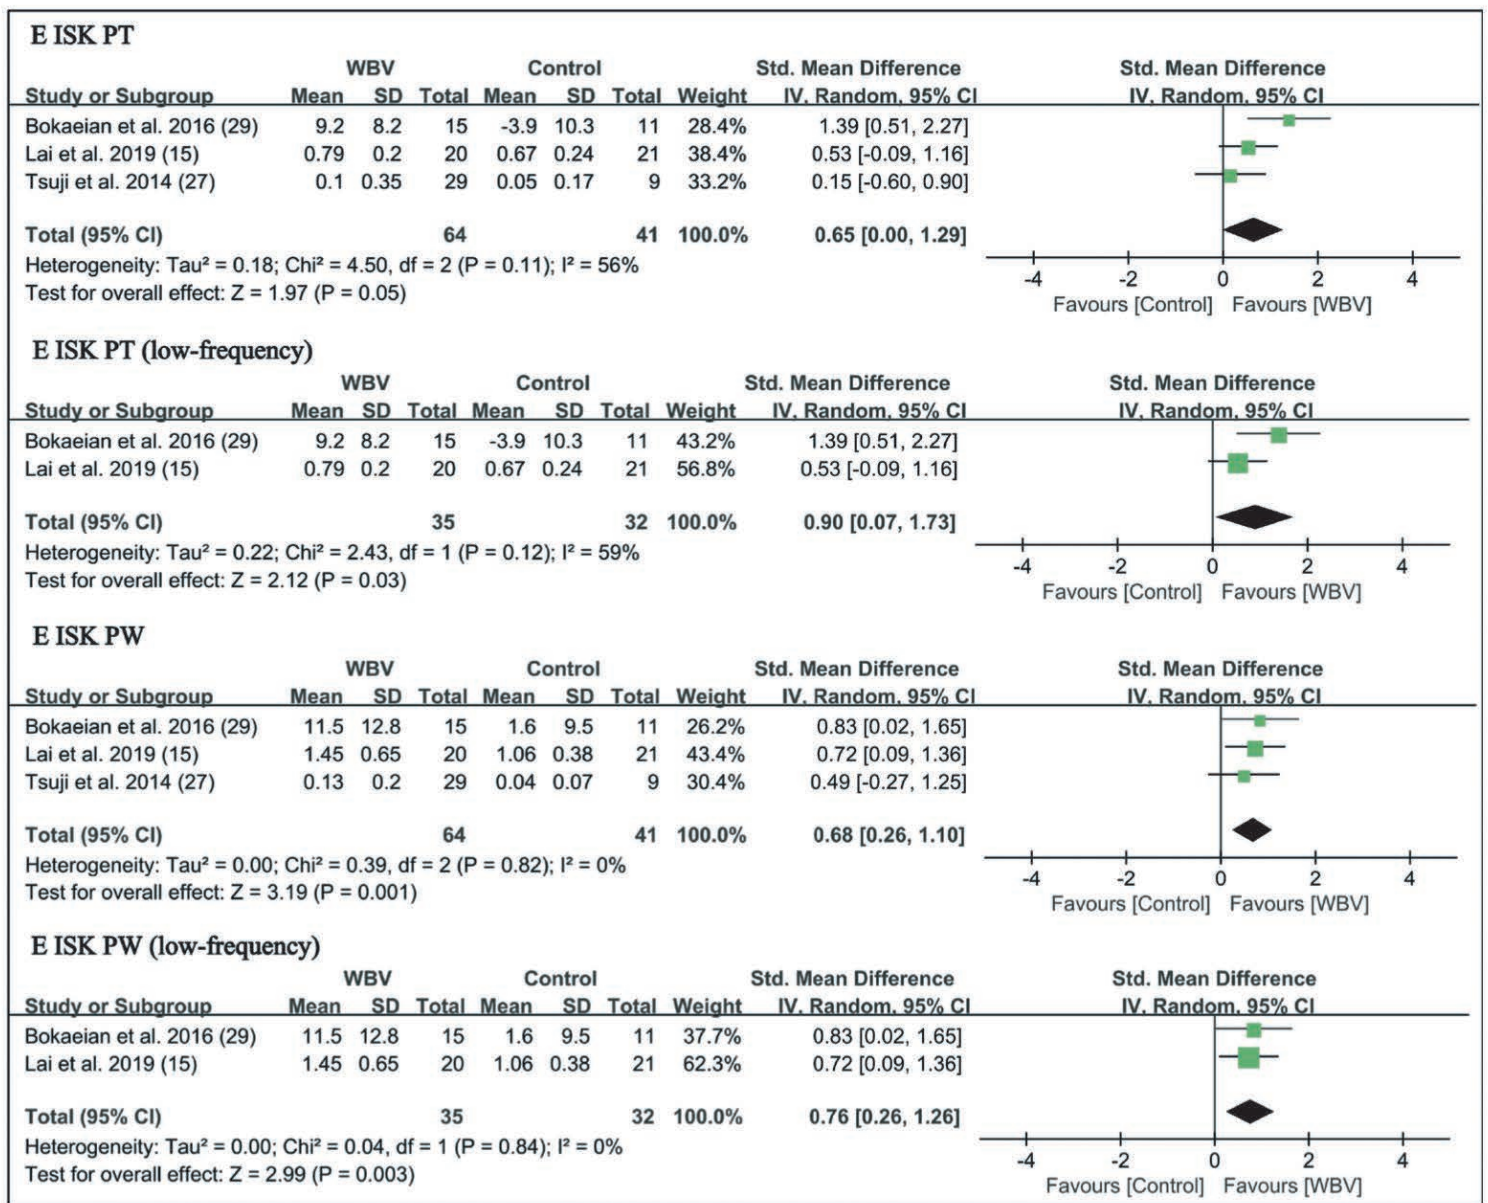 E ISK PT
WBV Control Std. Mean Difference Std. Mean Difference
Study or Subgroup Mean SD Total Mean SD Total Weight IV, Random, 95% CI IV, Random, 95% CI
Bokaeian et al. 2016 (29) 9.2 8.2 15 -3.9 10.3 11 28.4% 1.39 [0.51, 2.27]
Lai et al. 2019 (15) 0.79 0.2 20 0.67 0.24 21 38.4% 0.53 [-0.09, 1.16]
Tsuji et al. 2014 (27) 0.1 0.35 29 0.05 0.17 9 33.2% 0.15 [-0.60, 0.90]
Total (95% CI) 64 41 100.0% 0.65 [0.00, 1.29]
Heterogeneity: Tau² = 0.18; Chi² = 4.50, df = 2 (P = 0.11); I² = 56%
Test for overall effect: Z = 1.97 (P = 0.05)
-4 -2 0 2 4
Favours [Control] Favours [WBV]
E ISK PT (low-frequency)
WBV Control Std. Mean Difference Std. Mean Difference
Study or Subgroup Mean SD Total Mean SD Total Weight IV, Random, 95% CI IV, Random, 95% CI
Bokaeian et al. 2016 (29) 9.2 8.2 15 -3.9 10.3 11 43.2% 1.39 [0.51, 2.27]
Lai et al. 2019 (15) 0.79 0.2 20 0.67 0.24 21 56.8% 0.53 [-0.09, 1.16]
Total (95% CI) 35 32 100.0% 0.90 [0.07, 1.73]
Heterogeneity: Tau² = 0.22; Chi² = 2.43, df = 1 (P = 0.12); I² = 59%
Test for overall effect: Z = 2.12 (P = 0.03)
-4 -2 0 2 4
Favours [Control] Favours [WBV]
E ISK PW
WBV Control Std. Mean Difference Std. Mean Difference
Study or Subgroup Mean SD Total Mean SD Total Weight IV, Random, 95% CI IV, Random, 95% CI
Bokaeian et al. 2016 (29) 11.5 12.8 15 1.6 9.5 11 26.2% 0.83 [0.02, 1.65]
Lai et al. 2019 (15) 1.45 0.65 20 1.06 0.38 21 43.4% 0.72 [0.09, 1.36]
Tsuji et al. 2014 (27) 0.13 0.2 29 0.04 0.07 9 30.4% 0.49 [-0.27, 1.25]
Total (95% CI) 64 41 100.0% 0.68 [0.26, 1.10]
Heterogeneity: Tau² = 0.00; Chi² = 0.39, df = 2 (P = 0.82); I² = 0%
Test for overall effect: Z = 3.19 (P = 0.001)
-4 -2 0 2 4
Favours [Control] Favours [WBV]
E ISK PW (low-frequency)
WBV Control Std. Mean Difference Std. Mean Difference
Study or Subgroup Mean SD Total Mean SD Total Weight IV, Random, 95% CI IV, Random, 95% CI
Bokaeian et al. 2016 (29) 11.5 12.8 15 1.6 9.5 11 37.7% 0.83 [0.02, 1.65]
Lai et al. 2019 (15) 1.45 0.65 20 1.06 0.38 21 62.3% 0.72 [0.09, 1.36]
Total (95% CI) 35 32 100.0% 0.76 [0.26, 1.26]
Heterogeneity: Tau² = 0.00; Chi² = 0.04, df = 1 (P = 0.84); I² = 0%
Test for overall effect: Z = 2.99 (P = 0.003)
-4 -2 0 2 4
Favours [Control] Favours [WBV]